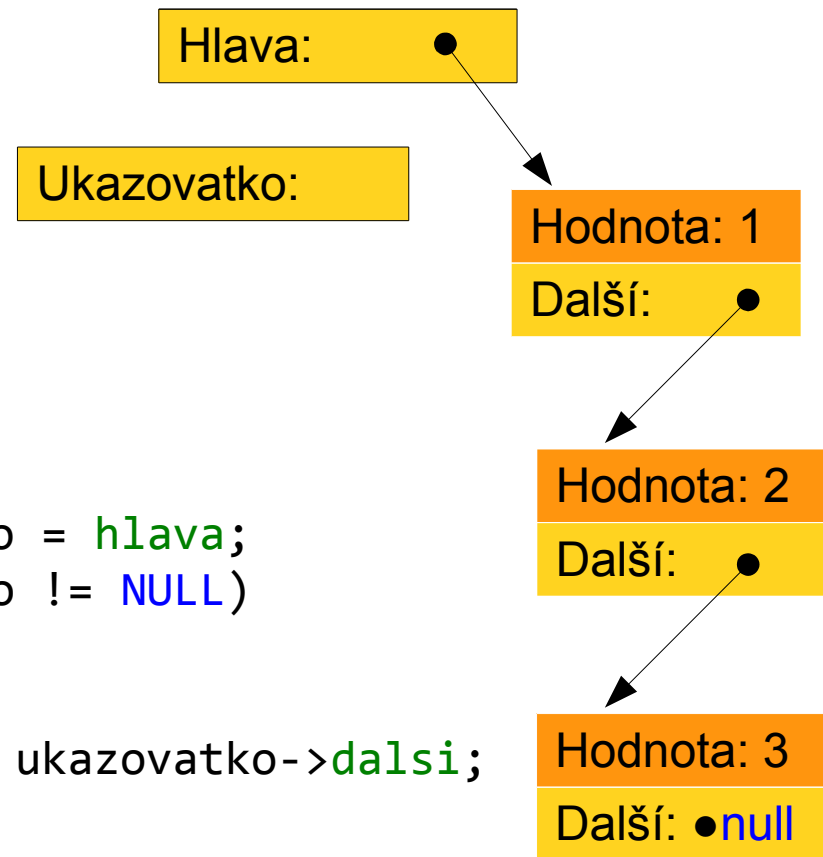 Hlava:
Ukazovatko:
Hodnota: 1
Další:
Hodnota: 2
Další:
= hlava;
!= NULL)
ukazovatko->dalsi;
Hodnota: 3
Další: null